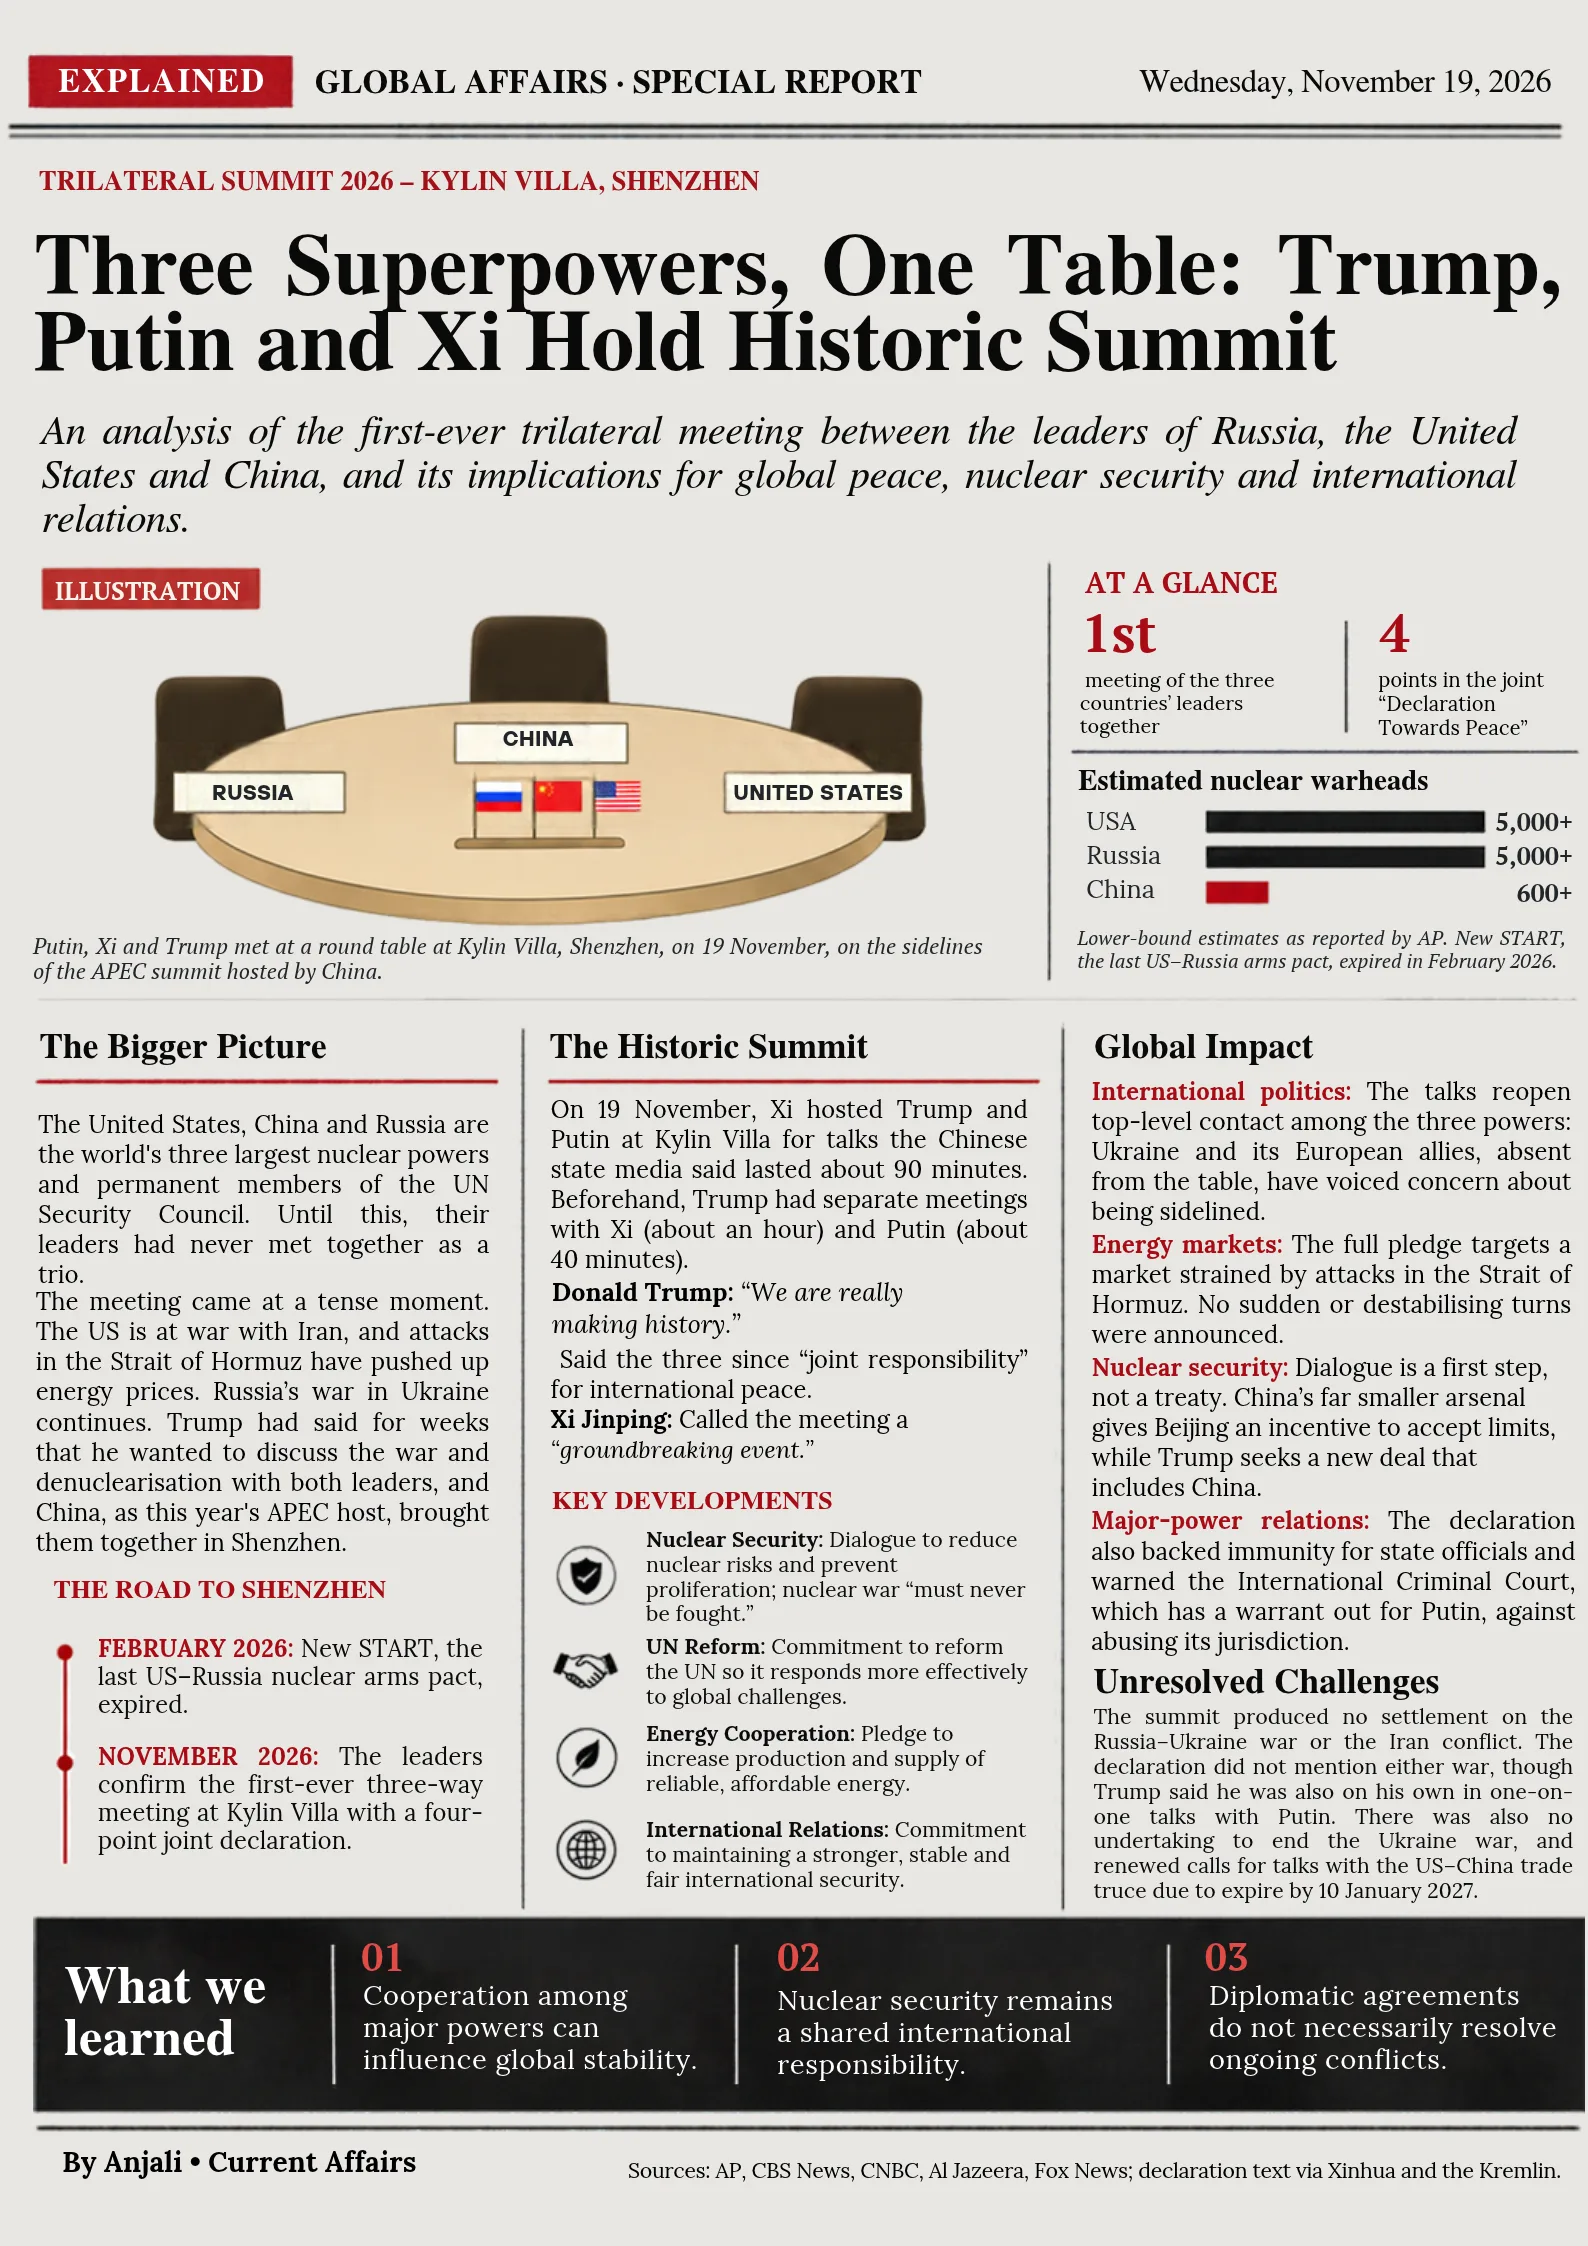 EXPLAINED
GLOBAL AFFAIRS · SPECIAL REPORT
Wednesday, November 19, 2026
TRILATERAL SUMMIT 2026 – KYLIN VILLA, SHENZHEN
Three Superpowers, One Table: Trump,
Putin and Xi Hold Historic Summit
An analysis of the first-ever trilateral meeting between the leaders of Russia, the United
States and China, and its implications for global peace, nuclear security and international
relations.
ILLUSTRATION
CHINA
RUSSIA
UNITED STATES
Putin, Xi and Trump met at a round table at Kylin Villa, Shenzhen, on 19 November, on the sidelines
of the APEC summit hosted by China.
AT A GLANCE
1st
meeting of the three
countries’ leaders
together
4
points in the joint
“Declaration
Towards Peace”
Estimated nuclear warheads
USA 5,000+
Russia 5,000+
China 600+
Lower-bound estimates as reported by AP. New START,
the last US–Russia arms pact, expired in February 2026.
The Bigger Picture
The United States, China and Russia are
the world's three largest nuclear powers
and permanent members of the UN
Security Council. Until this, their
leaders had never met together as a
trio.
The meeting came at a tense moment.
The US is at war with Iran, and attacks
in the Strait of Hormuz have pushed up
energy prices. Russia’s war in Ukraine
continues. Trump had said for weeks
that he wanted to discuss the war and
denuclearisation with both leaders, and
China, as this year's APEC host, brought
them together in Shenzhen.
THE ROAD TO SHENZHEN
FEBRUARY 2026: New START, the
last US–Russia nuclear arms pact,
expired.
NOVEMBER 2026: The leaders
confirm the first-ever three-way
meeting at Kylin Villa with a four-
point joint declaration.
The Historic Summit
On 19 November, Xi hosted Trump and
Putin at Kylin Villa for talks the Chinese
state media said lasted about 90 minutes.
Beforehand, Trump had separate meetings
with Xi (about an hour) and Putin (about
40 minutes).
Donald Trump: “We are really
making history.”
Said the three since “joint responsibility”
for international peace.
Xi Jinping: Called the meeting a
“groundbreaking event.”
KEY DEVELOPMENTS
Nuclear Security: Dialogue to reduce
nuclear risks and prevent
proliferation; nuclear war “must never
be fought.”
UN Reform: Commitment to reform
the UN so it responds more effectively
to global challenges.
Energy Cooperation: Pledge to
increase production and supply of
reliable, affordable energy.
International Relations: Commitment
to maintaining a stronger, stable and
fair international security.
Global Impact
International politics: The talks reopen
top-level contact among the three powers:
Ukraine and its European allies, absent
from the table, have voiced concern about
being sidelined.
Energy markets: The full pledge targets a
market strained by attacks in the Strait of
Hormuz. No sudden or destabilising turns
were announced.
Nuclear security: Dialogue is a first step,
not a treaty. China’s far smaller arsenal
gives Beijing an incentive to accept limits,
while Trump seeks a new deal that
includes China.
Major-power relations: The declaration
also backed immunity for state officials and
warned the International Criminal Court,
which has a warrant out for Putin, against
abusing its jurisdiction.
Unresolved Challenges
The summit produced no settlement on the
Russia–Ukraine war or the Iran conflict. The
declaration did not mention either war, though
Trump said he was also on his own in one-on-
one talks with Putin. There was also no
undertaking to end the Ukraine war, and
renewed calls for talks with the US–China trade
truce due to expire by 10 January 2027.
What we
learned
01
Cooperation among
major powers can
influence global stability.
02
Nuclear security remains
a shared international
responsibility.
03
Diplomatic agreements
do not necessarily resolve
ongoing conflicts.
By Anjali • Current Affairs
Sources: AP, CBS News, CNBC, Al Jazeera, Fox News; declaration text via Xinhua and the Kremlin.